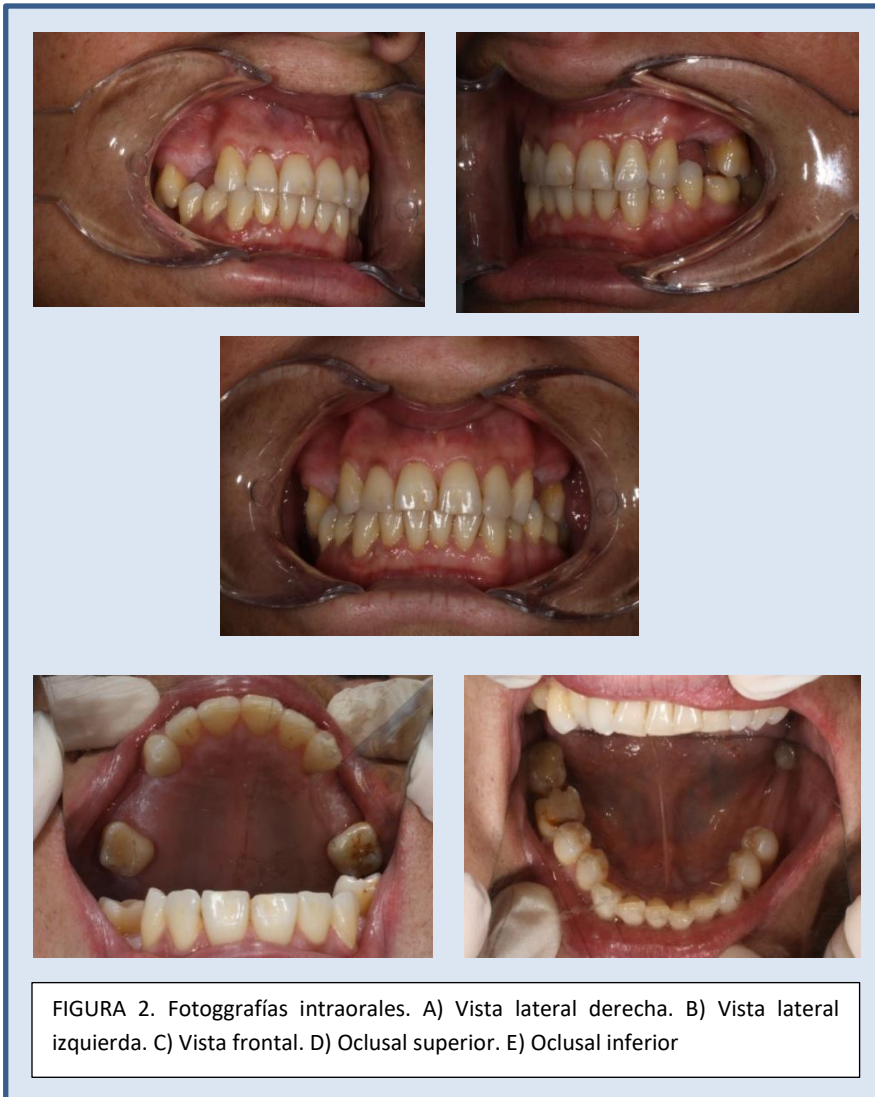 FIGURA 2. Fotoggrafías intraorales. A) Vista lateral derecha. B) Vista lateral
izquierda. C) Vista frontal. D) Oclusal superior. E) Oclusal inferior